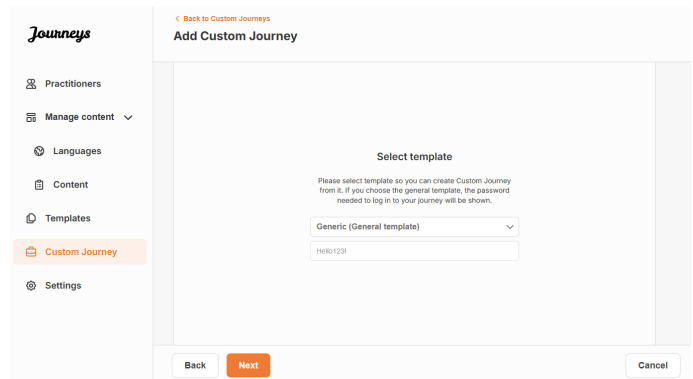 Journeys
Practitioners
Manage content
Languages
Content
Templates
Custom Journey
Settings
Back to Custom Journeys
Add Custom Journey
Select template
Please select template so you can create Custom Journey
from it. If you choose the general template, the password
needed to log in to your journey will be shown.
Generic (General template)
Hello123!
Back
Next
Cancel